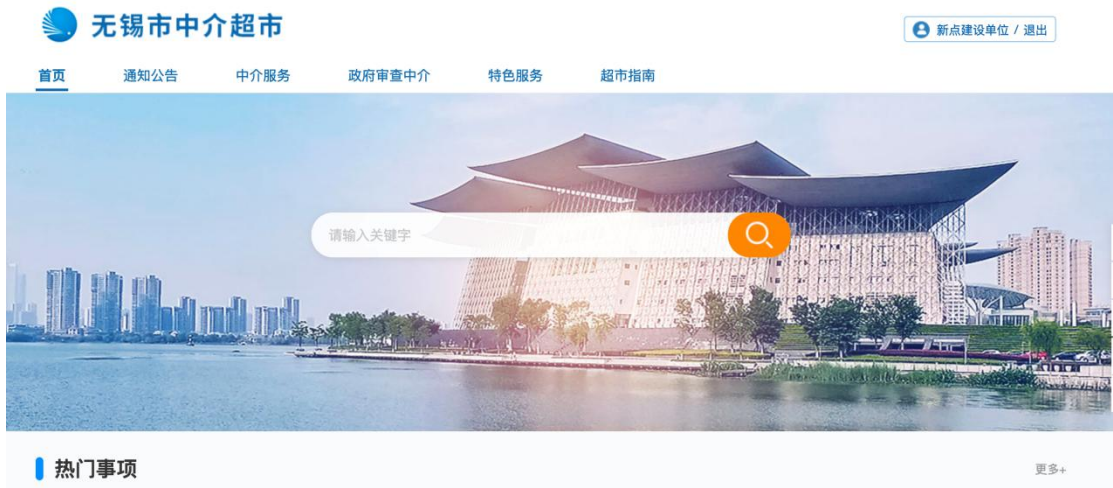 无锡市中介超市
新点建设单位 / 退出
首页 通知公告 中介服务 政府审查中介 特色服务 超市指南
请输入关键字
热门事项 更多+